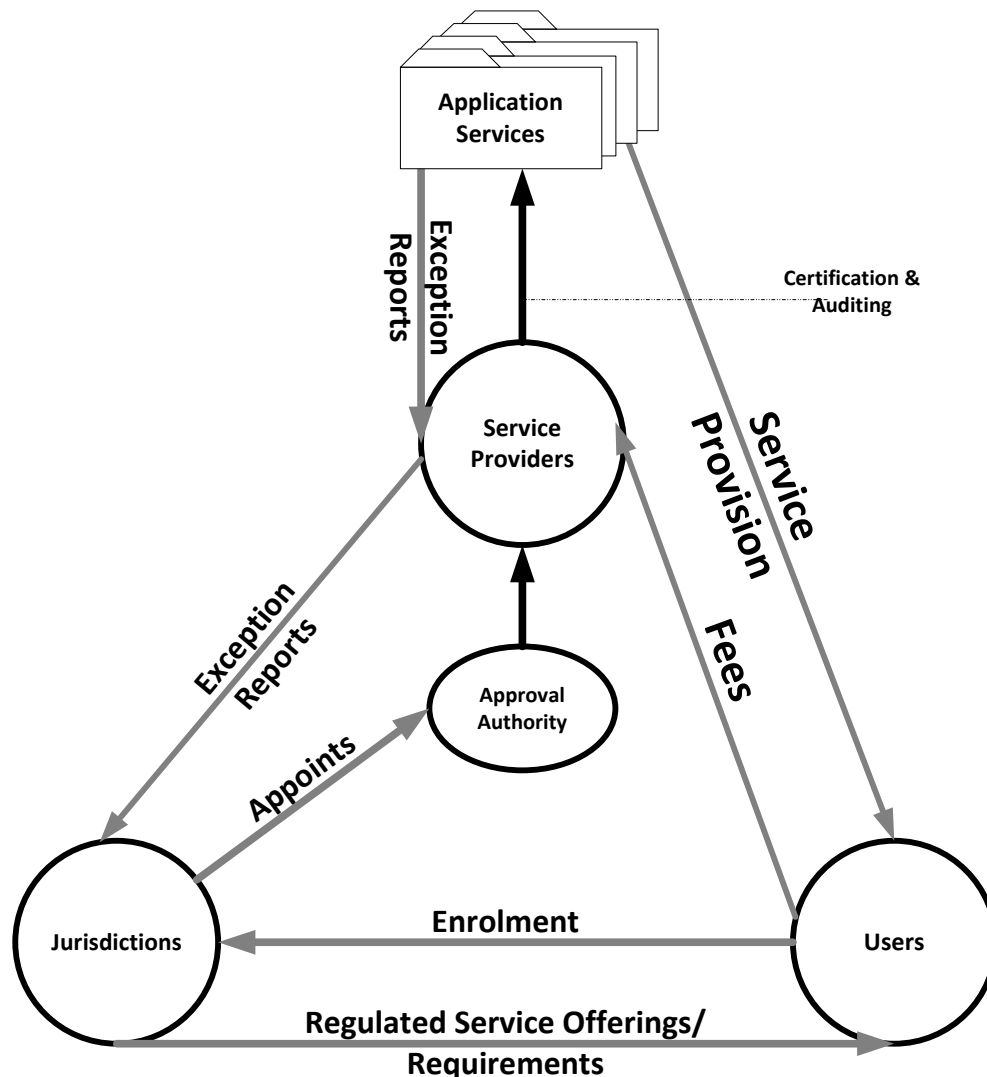 Application
Services
Exception
Reports
Certification &
Auditing
Service
Provision
Service
Providers
Exception
Reports
Fees
Approval
Authority
Appoints
Jurisdictions
Enrolment
Users
Regulated Service Offerings/
Requirements